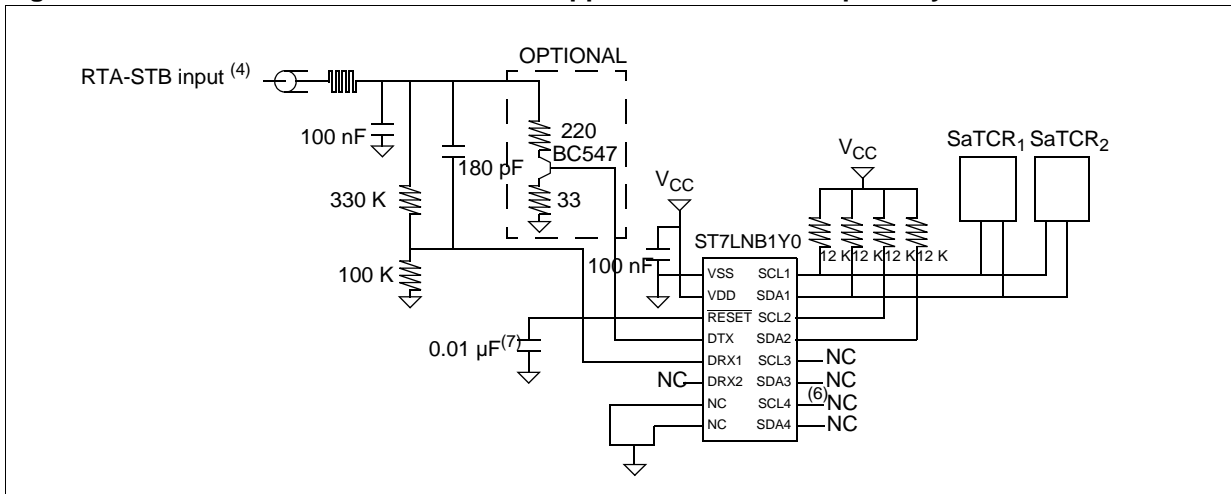 OPTIONAL
RTA-STB input (4)
100 nF
180 pF
220
BC547
33
330 K
100 K
VCC
100 nF
0.01 µF(7)
NC
ST7LNB1Y0
VSS SCL1
VDD SDA1
RESET SCL2
DTX SDA2
DRX1 SCL3
DRX2 SDA3
NC SCL4
NC SDA4
VCC
12 K 12 K 12 K 12 K
SaTCR1 SaTCR2
NC
NC
(6) NC
NC